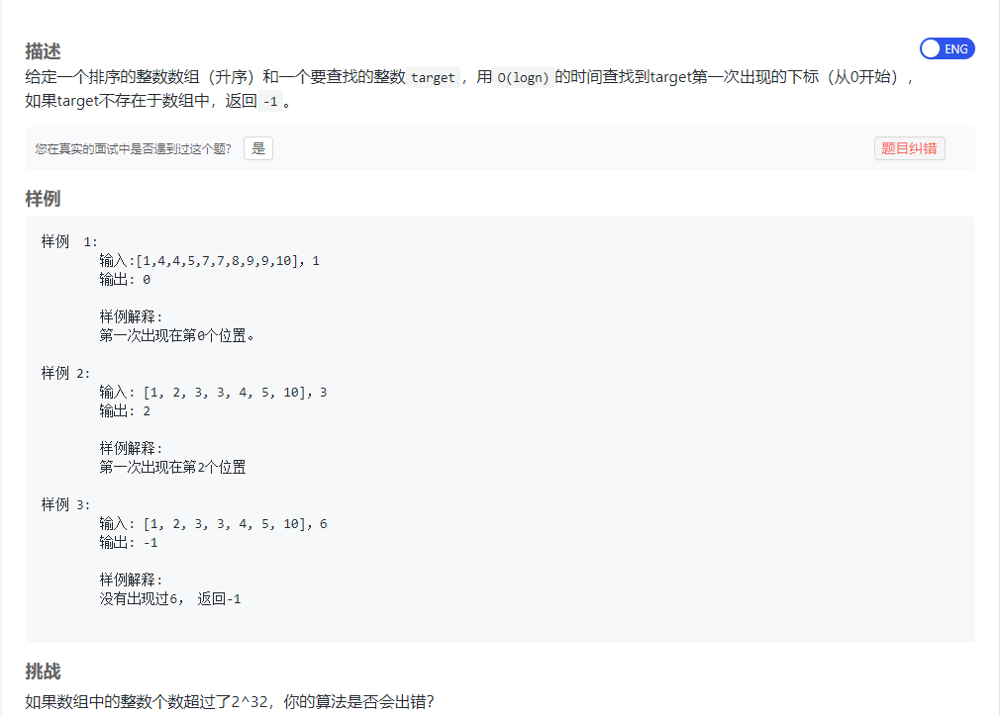 描述
ENG
给定一个排序的整数数组（升序）和一个要查找的整数 target ，用 O(logn) 的时间查找到target第一次出现的下标（从0开始），
如果target不存在于数组中，返回 -1 。
您在真实的面试中是否遇到过这个题? 是 题目纠错
样例
样例  1:
输入:[1,4,4,5,7,7,8,9,9,10]，1
输出: 0
样例解释:
第一次出现在第0个位置。
样例 2:
输入: [1, 2, 3, 3, 4, 5, 10]，3
输出: 2
样例解释:
第一次出现在第2个位置
样例 3:
输入: [1, 2, 3, 3, 4, 5, 10]，6
输出: -1
样例解释:
没有出现过6， 返回-1
挑战
如果数组中的整数个数超过了2^32，你的算法是否会出错?